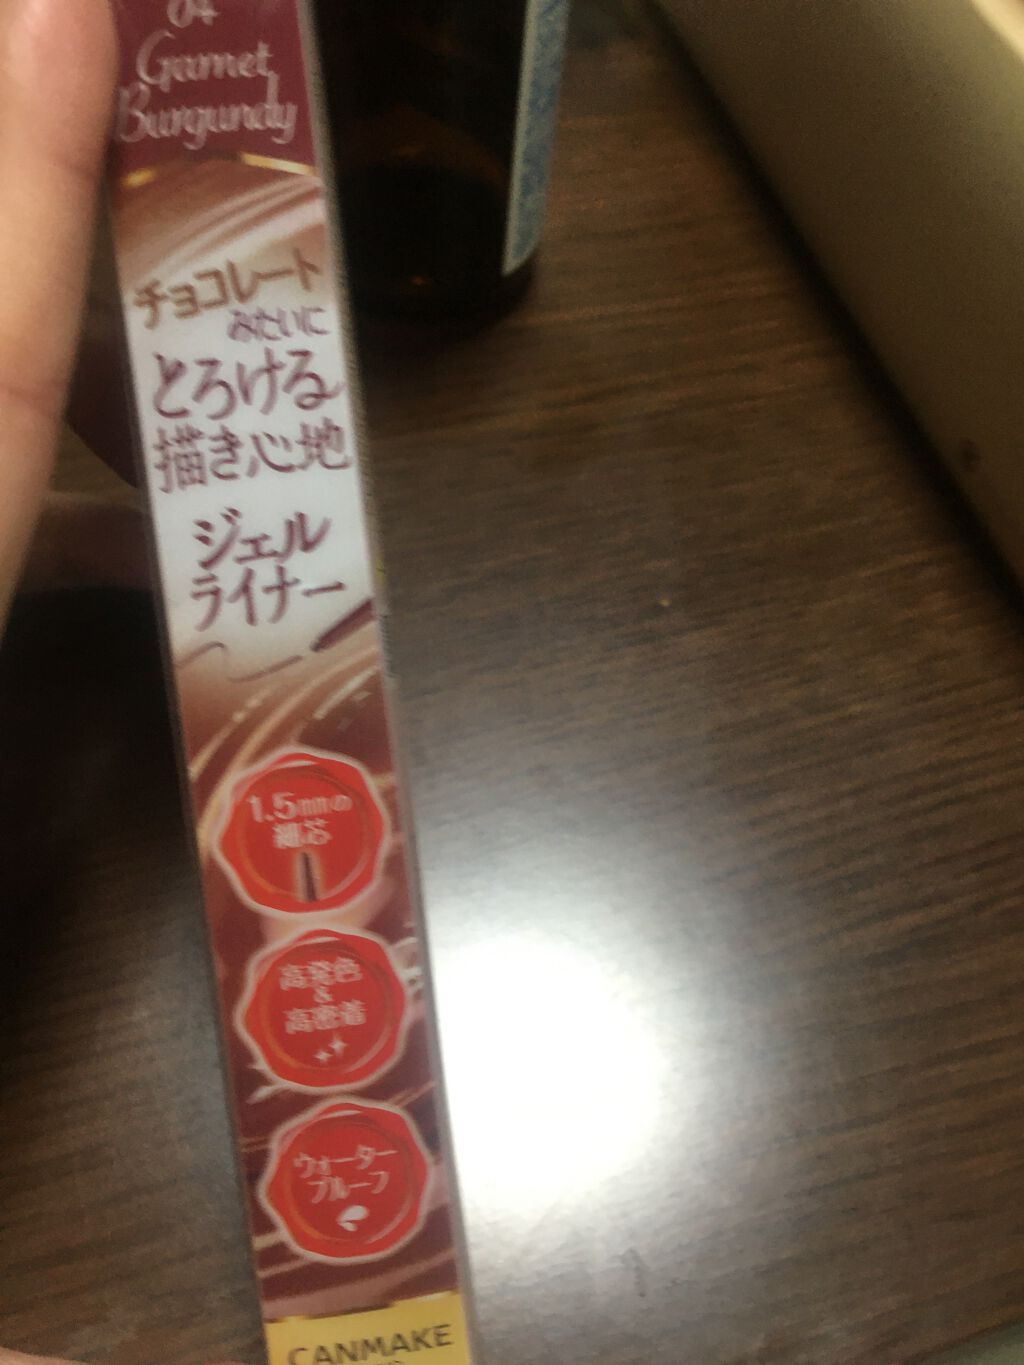 04
Garnet
Burgundy
チョコレート
みたいに
とろける
描き心地
ジェル
ライナー
1.5mmの
細芯
高発色
&
高密着
ウォーター
プルーフ
CANMAKE